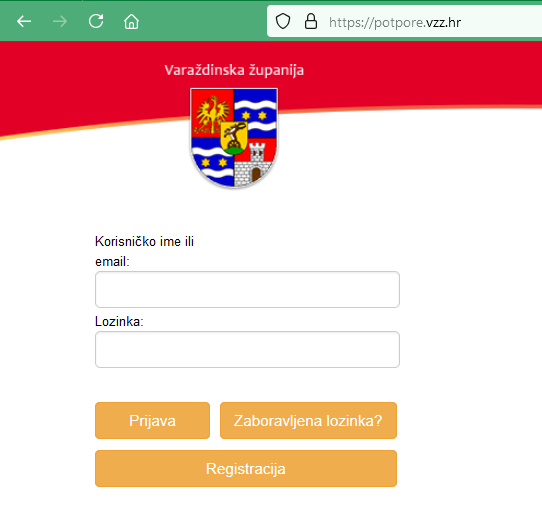 https://potpore.vzz.hr
Varaždinska županija
Korisničko ime ili
email:
Lozinka:
Prijava
Zaboravljena lozinka?
Registracija